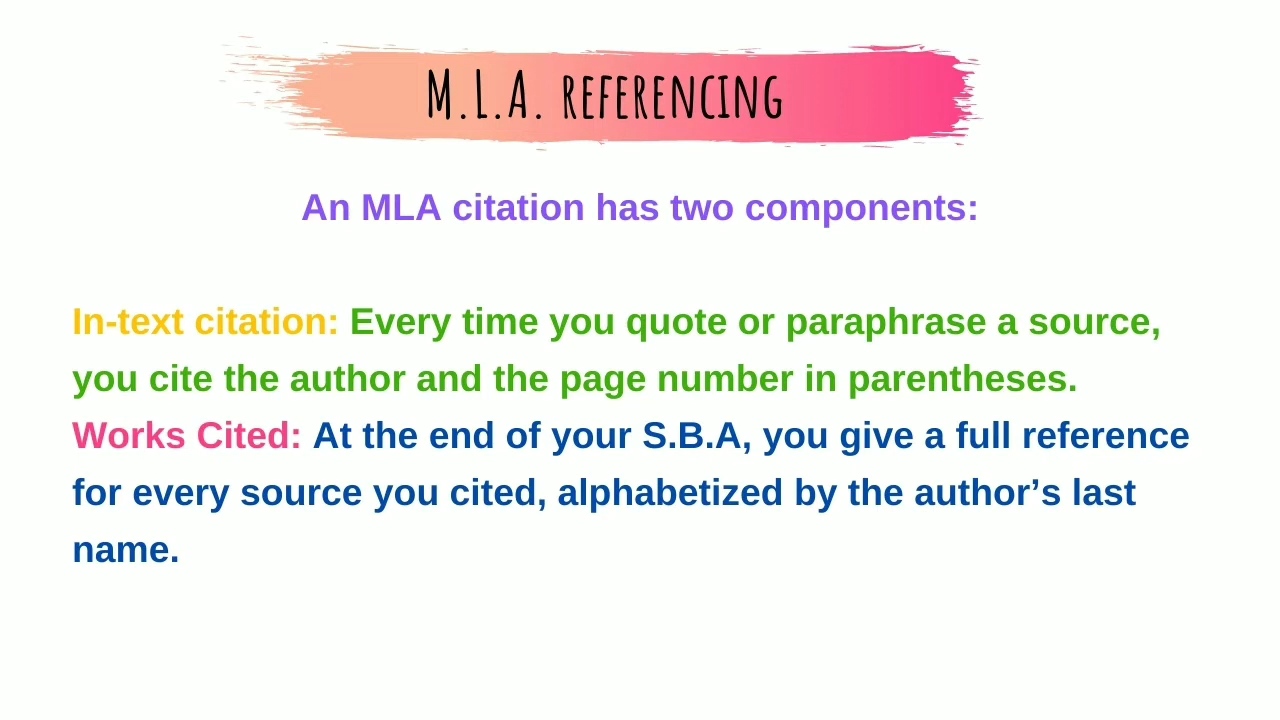 M.L.A. REFERENCING
An MLA citation has two components:
In-text citation: Every time you quote or paraphrase a source,
you cite the author and the page number in parentheses.
Works Cited: At the end of your S.B.A, you give a full reference
for every source you cited, alphabetized by the author’s last
name.